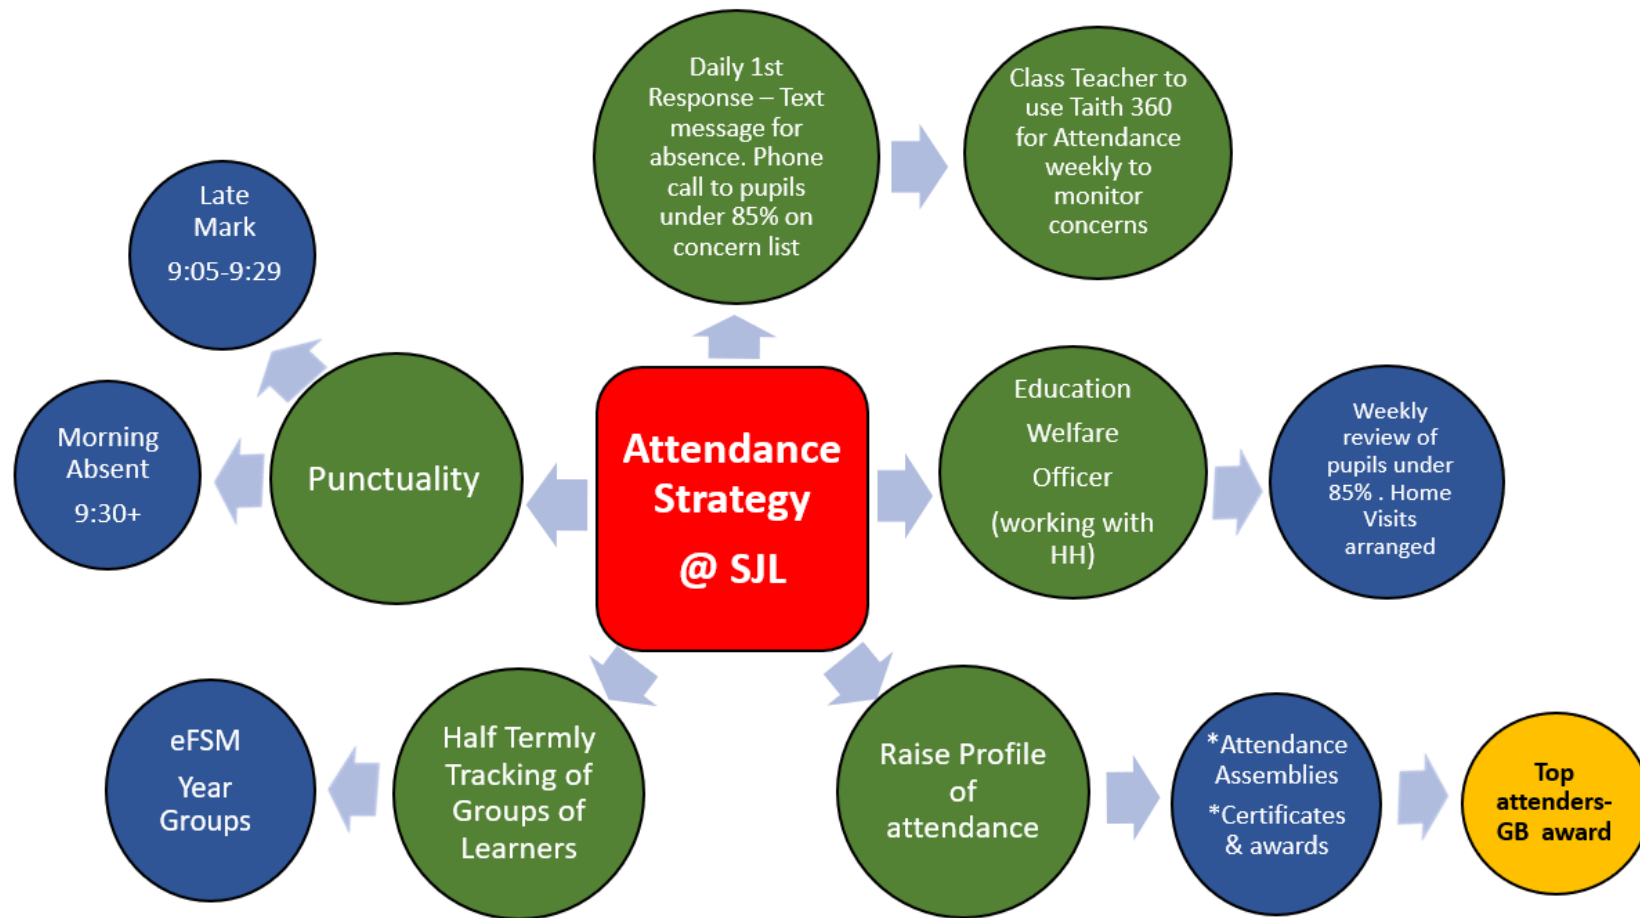 Daily 1st
Response – Text
message for
absence. Phone
call to pupils
under 85% on
concern list
Class Teacher to
use Taith 360
for Attendance
weekly to
monitor
concerns
Late
Mark
9:05-9:29
Morning
Absent
9:30+
Punctuality
Attendance
Strategy
@ SJL
Education
Welfare
Officer
(working with
HH)
Weekly
review of
pupils under
85% . Home
Visits
arranged
eFSM
Year
Groups
Half Termly
Tracking of
Groups of
Learners
Raise Profile
of
attendance
*Attendance
Assemblies
*Certificates
& awards
Top
attenders-
GB  award